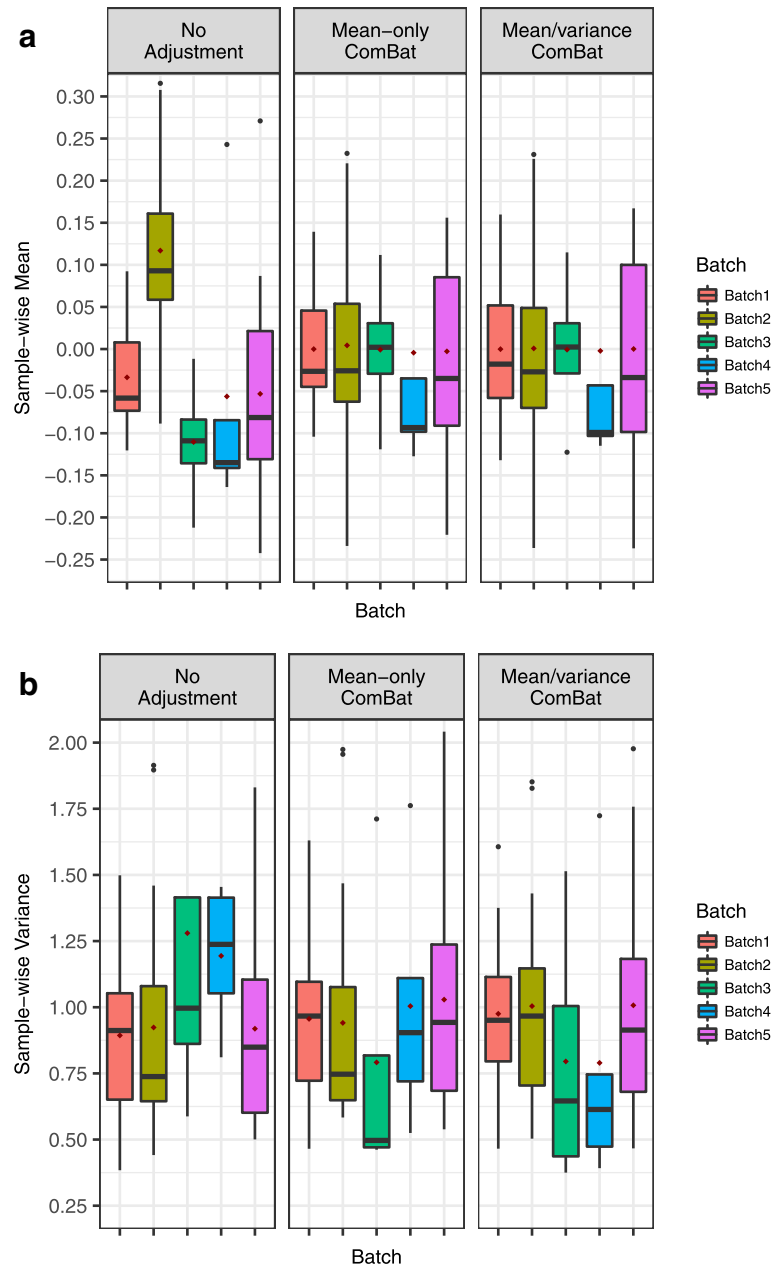 a
No
Adjustment
Mean−only
ComBat
Mean/variance
ComBat
Sample−wise Mean
0.30
0.25
0.20
0.15
0.10
0.05
0.00
−0.05
−0.10
−0.15
−0.20
−0.25
Batch
Batch
Batch1
Batch2
Batch3
Batch4
Batch5
b
No
Adjustment
Mean−only
ComBat
Mean/variance
ComBat
Sample−wise Variance
2.00
1.75
1.50
1.25
1.00
0.75
0.50
0.25
Batch
Batch
Batch1
Batch2
Batch3
Batch4
Batch5